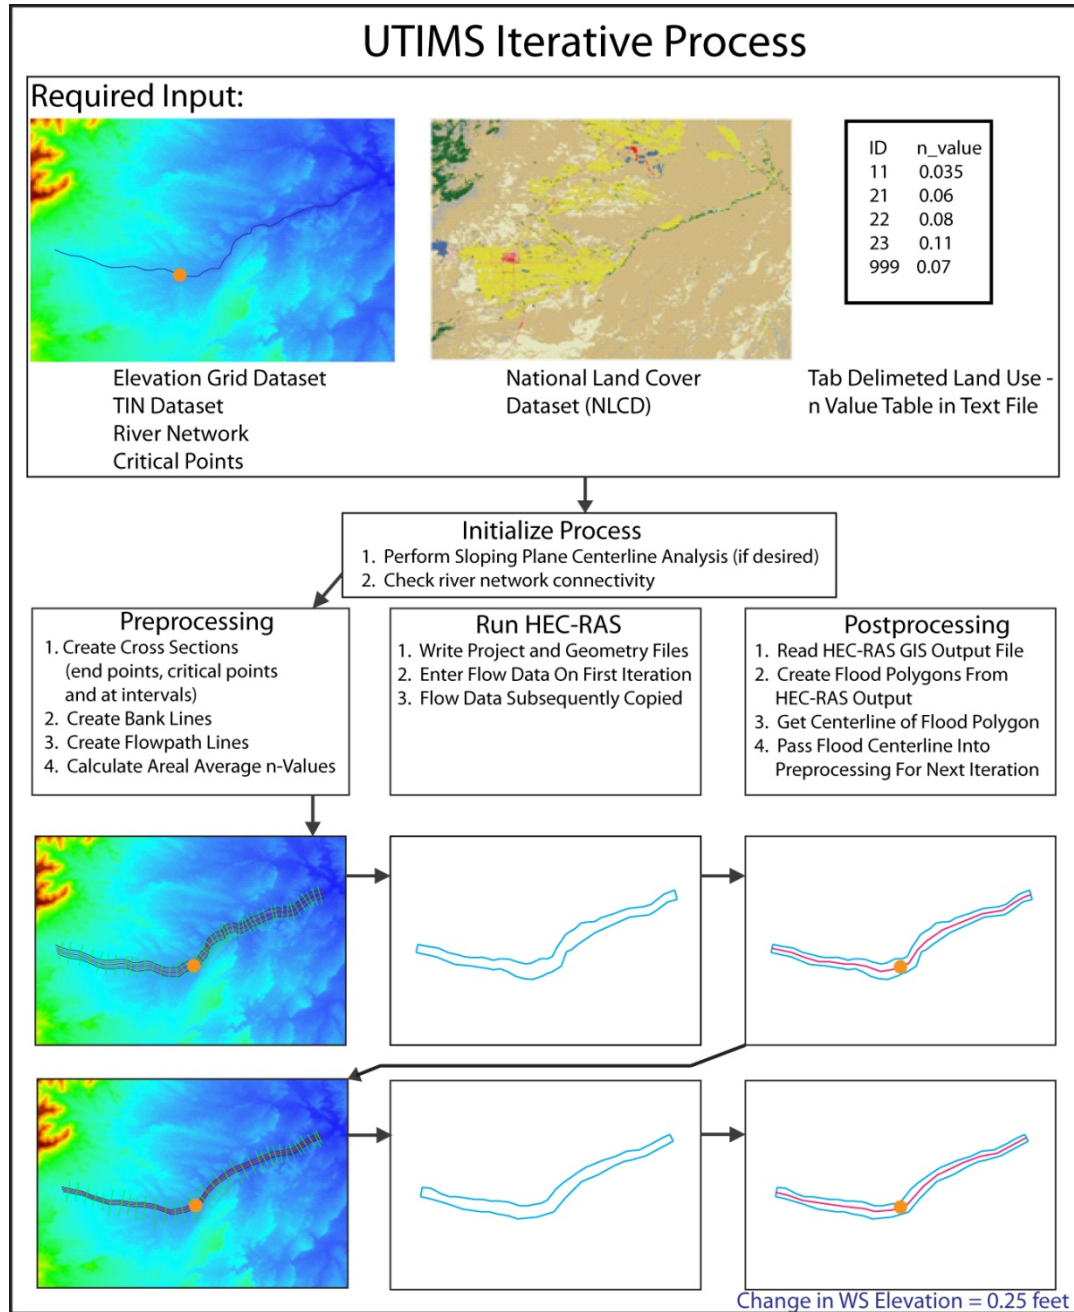 UTIMS Iterative Process
Required Input:
ID n_value
11 0.035
21 0.06
22 0.08
23 0.11
999 0.07
Elevation Grid Dataset
TIN Dataset
River Network
Critical Points
National Land Cover
Dataset (NLCD)
Tab Delimeted Land Use -
n Value Table in Text File
Initialize Process
1. Perform Sloping Plane Centerline Analysis (if desired)
2. Check river network connectivity
Preprocessing
1. Create Cross Sections
(end points, critical points
and at intervals)
2. Create Bank Lines
3. Create Flowpath Lines
4. Calculate Areal Average n-Values
Run HEC-RAS
1. Write Project and Geometry Files
2. Enter Flow Data On First Iteration
3. Flow Data Subsequently Copied
Postprocessing
1. Read HEC-RAS GIS Output File
2. Create Flood Polygons From
HEC-RAS Output
3. Get Centerline of Flood Polygon
4. Pass Flood Centerline Into
Preprocessing For Next Iteration
Change in WS Elevation = 0.25 feet